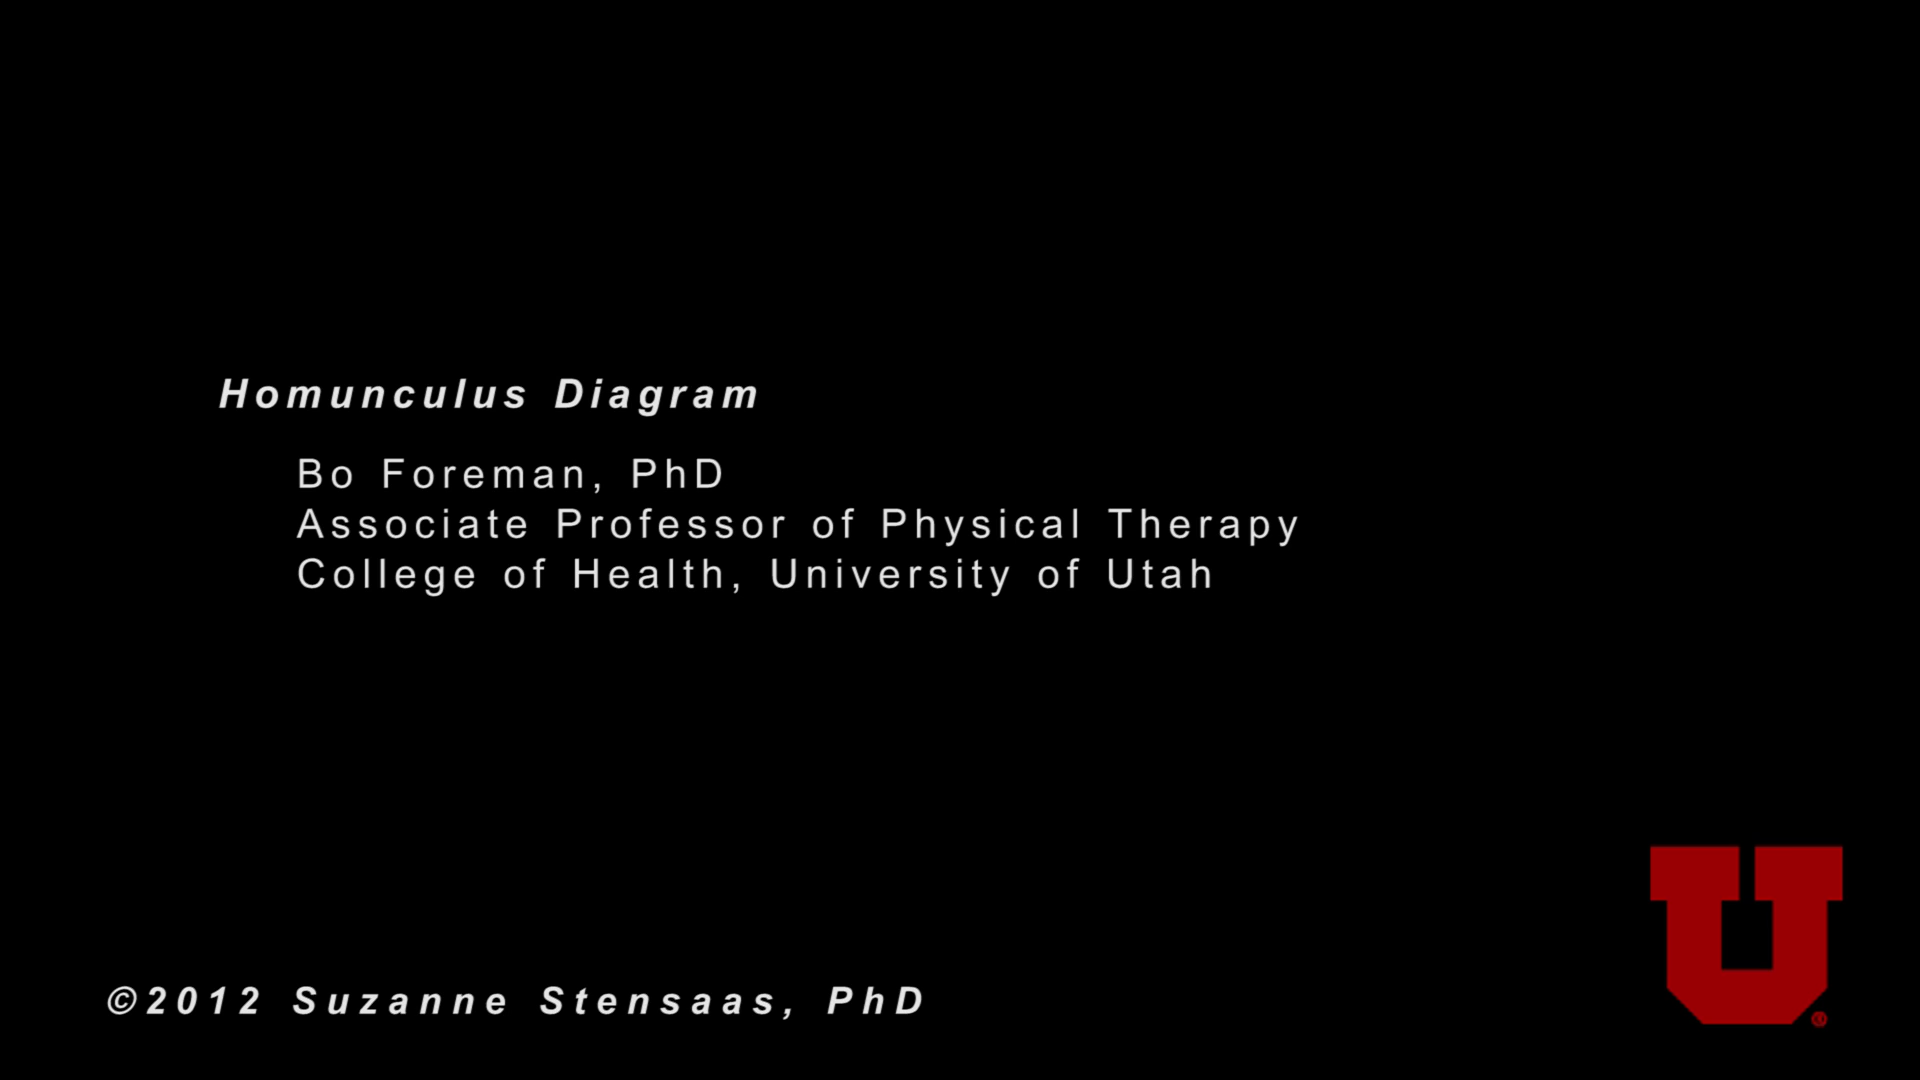 Homunculus Diagram
Bo Foreman, PhD
Associate Professor of Physical Therapy
College of Health, University of Utah
©2012 Suzanne Stensaas, PhD
U